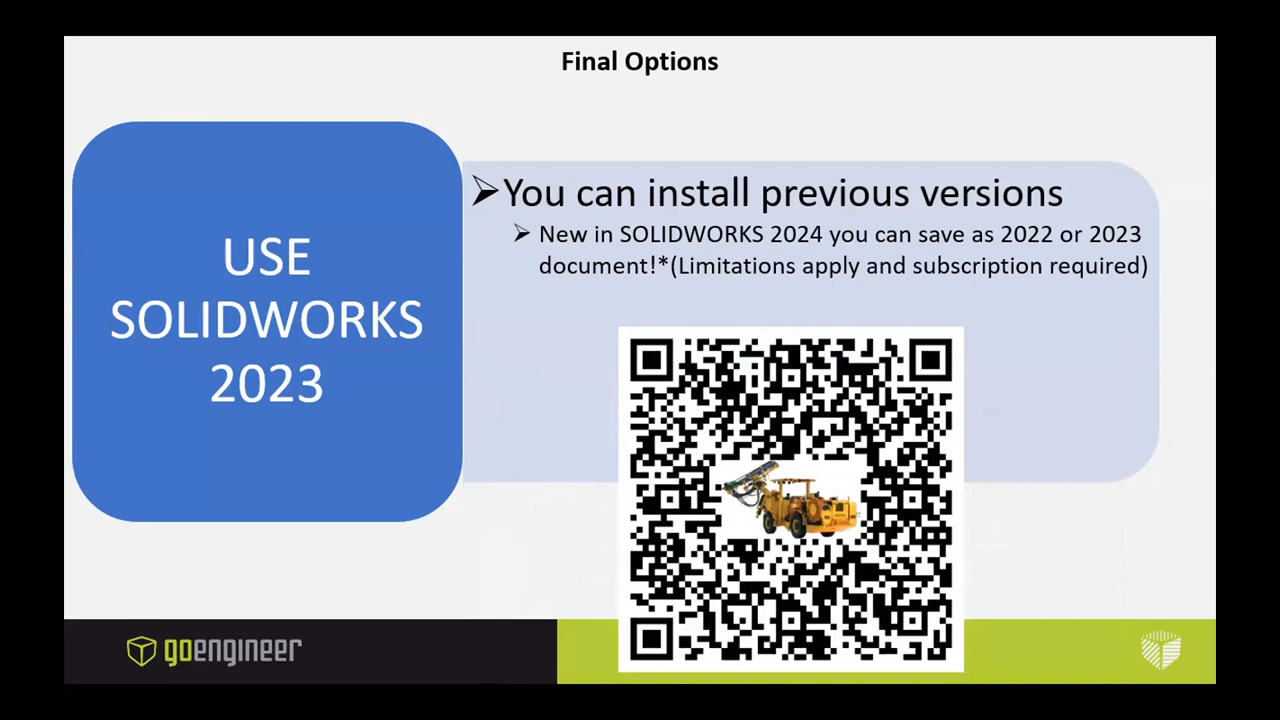 Final Options
USE
SOLIDWORKS
2023
➢You can install previous versions
➢ New in SOLIDWORKS 2024 you can save as 2022 or 2023
document!*(Limitations apply and subscription required)
goengineer